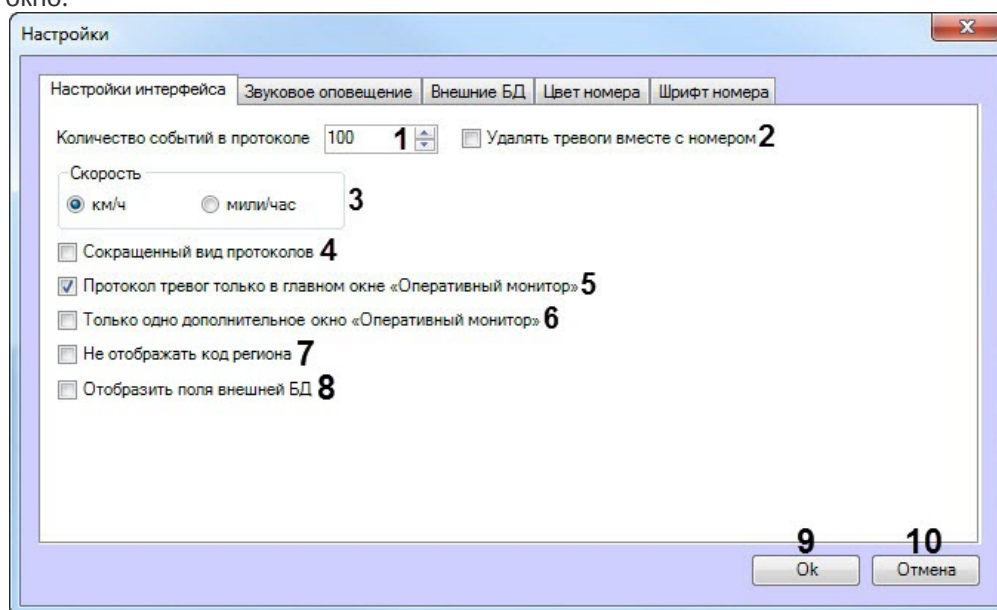 окно.
Настройки
Настройки интерфейса Звуковое оповещение Внешние БД Цвет номера Шрифт номера
Количество событий в протоколе 100 1 Удалять тревоги вместе с номером 2
Скорость
км/ч мили/час 3
Сокращенный вид протоколов 4
Протокол тревог только в главном окне «Оперативный монитор» 5
Только одно дополнительное окно «Оперативный монитор» 6
Не отображать код региона 7
Отобразить поля внешней БД 8
9 10
Ok Отмена